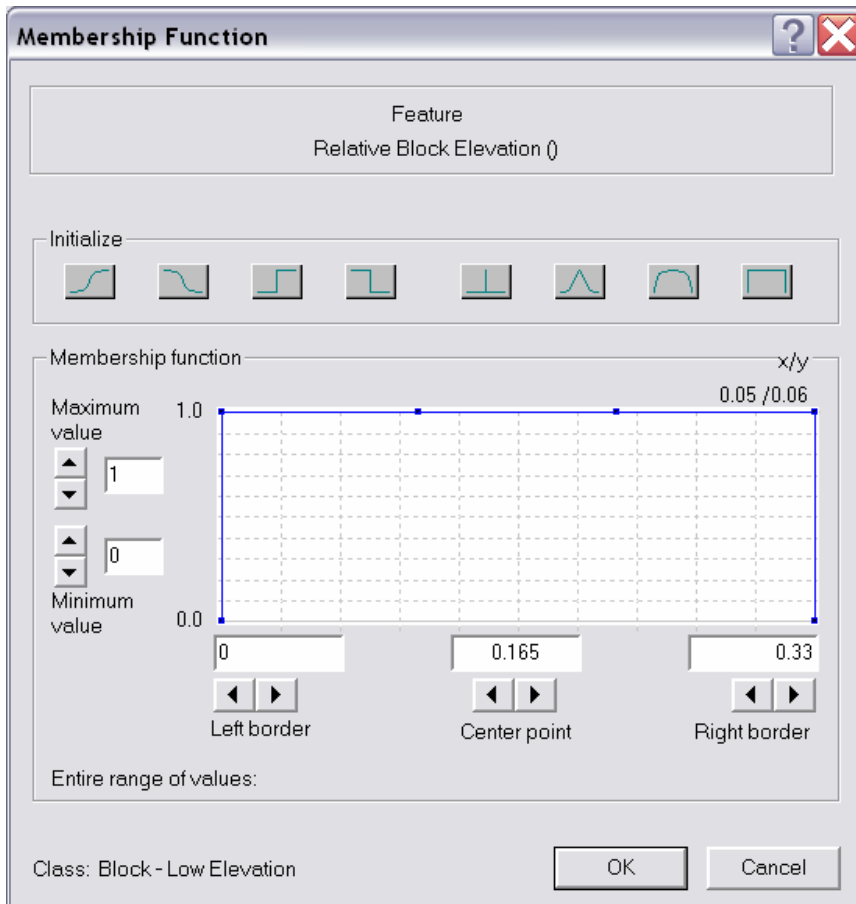 Membership Function
Feature
Relative Block Elevation ()
Initialize
Membership function
x/y
0.05 /0.06
Maximum
value
1.0
1
0
Minimum
value
0.0
0
0.165
0.33
Left border
Center point
Right border
Entire range of values:
Class: Block - Low Elevation
OK
Cancel